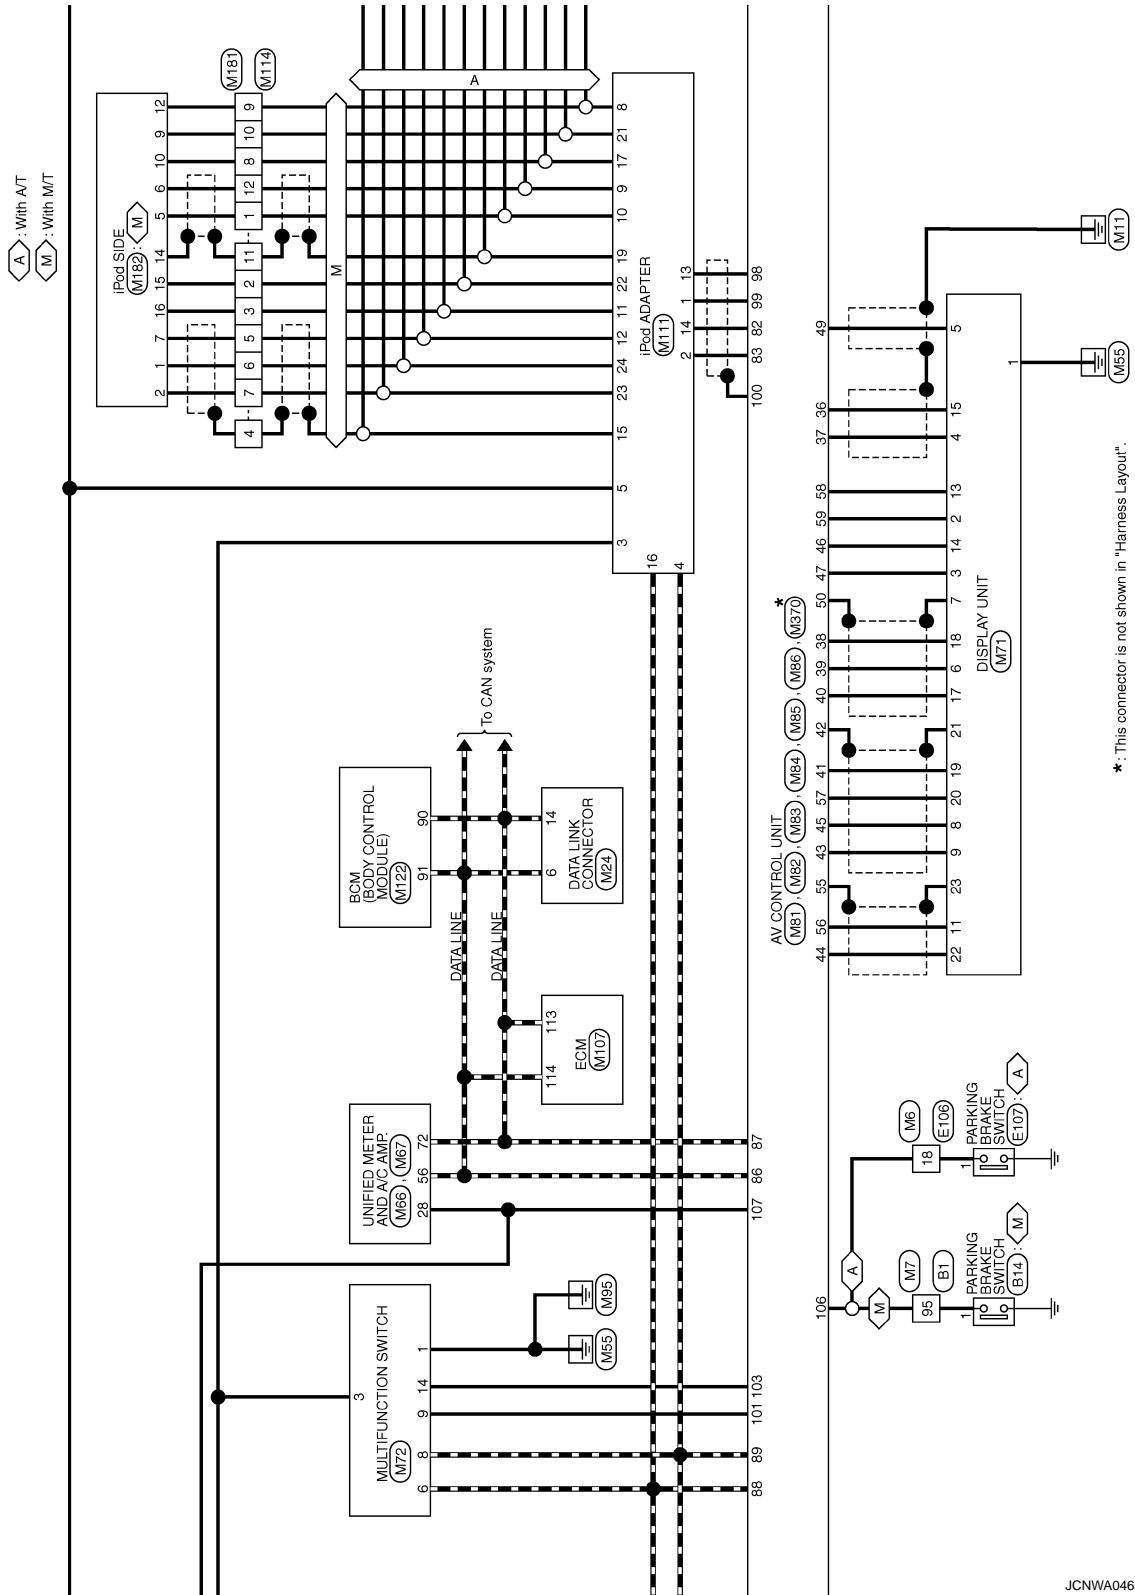 A : With A/T
M : With M/T
iPod SIDE
M182 : M
2 1 7 16 15 14 5 6 10 9 12
4 7 6 5 3 2 11 1 12 8 10 9
M181
M114
M
A
5
3
15 23 24 12 11 22 19 10 9 17 21 8
iPod ADAPTER
M111
16
4
2 14 1 13
100 83 82 99 98
To CAN system
BCM
(BODY CONTROL
MODULE)
M122
91 90
DATA LINE
DATA LINE
6 14
DATA LINK
CONNECTOR
M24
114 113
ECM
M107
UNIFIED METER
AND A/C AMP.
M66 , M67
28 56 72
107 86 87
MULTIFUNCTION SWITCH
M72
3
6 8 9 14 1
M55
M95
88 89 101 103
AV CONTROL UNIT
M81 , M82 , M83 , M84 , M85 , M86 , M370
*
106
A
M
M7
B1
95
1
PARKING
BRAKE
SWITCH
B14 : M
M6
E106
18
1
PARKING
BRAKE
SWITCH
E107 : A
44 56 55 43 45 57 41 42 40 39 38 50 47 46 59 58 37 36 49
22 11 23 9 8 20 19 21 17 6 18 7 3 14 2 13 4 15 5
1
DISPLAY UNIT
M71
M55
M11
* : This connector is not shown in "Harness Layout".
JCNWA046